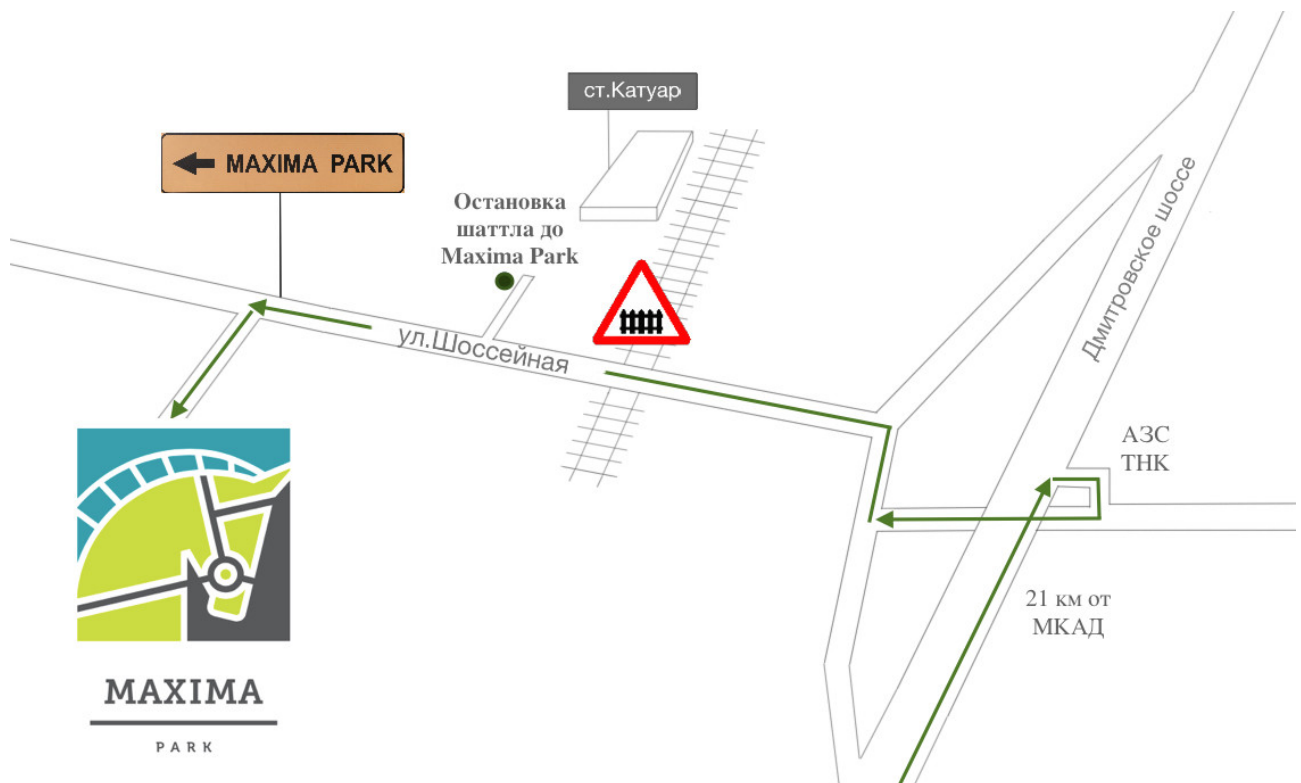 ст.Катуар
MAXIMA PARK
Остановка
шаттла до
Maxima Park
Дмитровское шоссе
ул.Шоссейная
АЗС
ТНК
21 км от
МКАД
MAXIMA
PARK